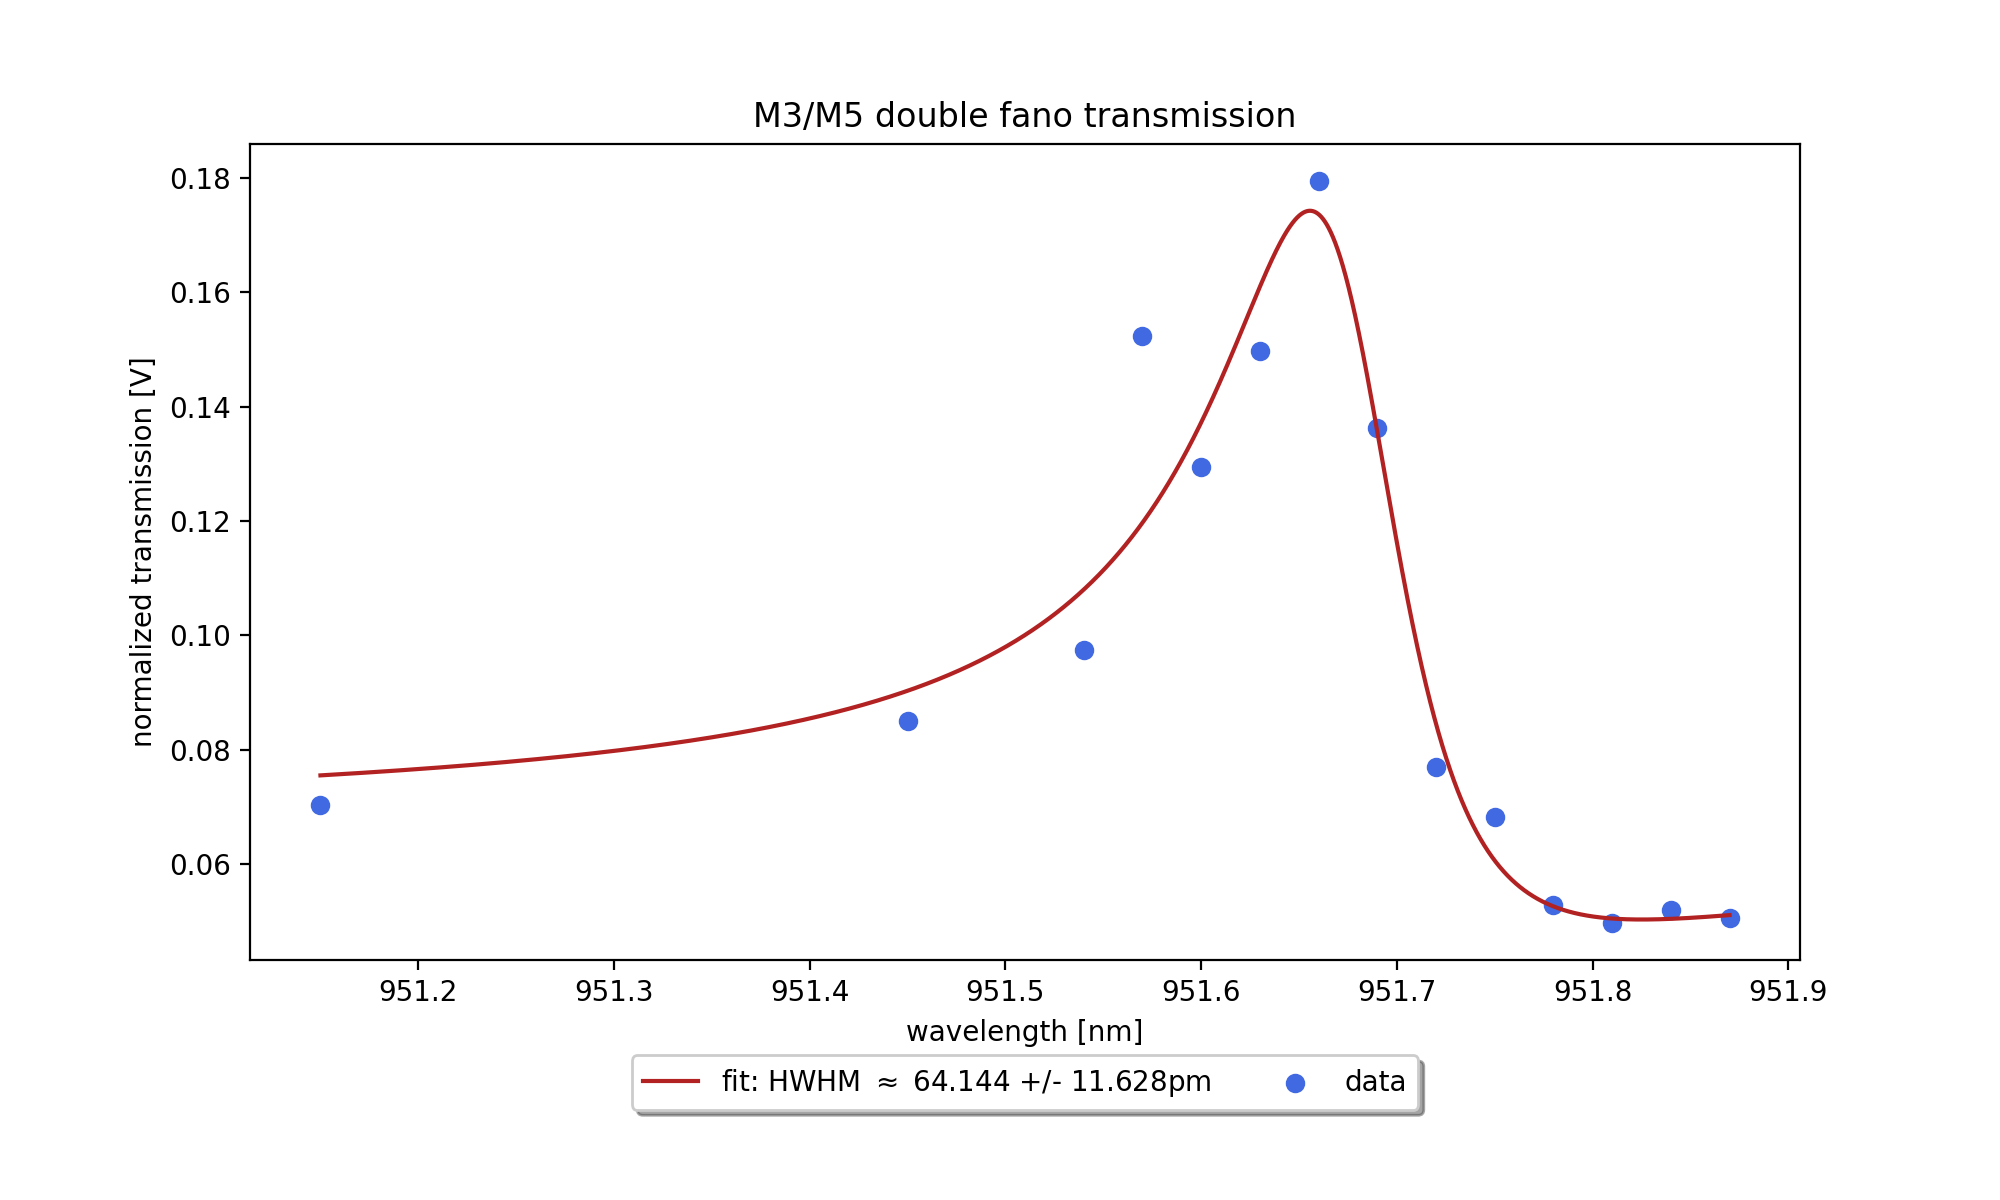 M3/M5 double fano transmission
0.18
0.16
0.14
0.12
0.10
0.08
0.06
normalized transmission [V]
951.2 951.3 951.4 951.5 951.6 951.7 951.8 951.9
wavelength [nm]
fit: HWHM ≈ 64.144 +/- 11.628pm data